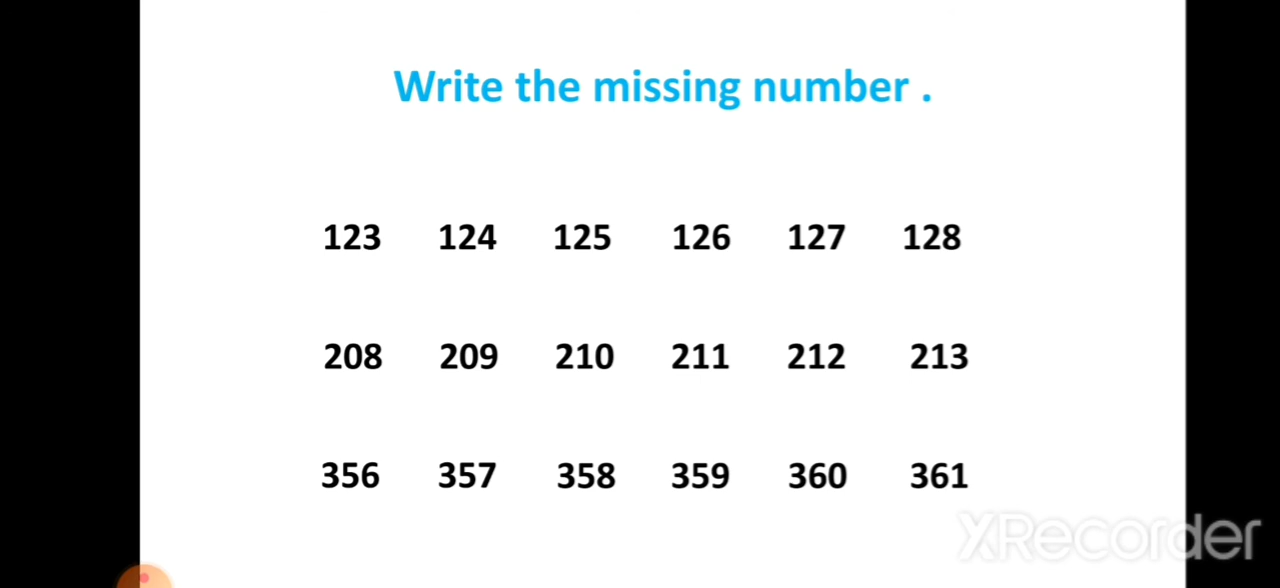 Write the missing number .
123 124 125 126 127 128
208 209 210 211 212 213
356 357 358 359 360 361
XRecorder